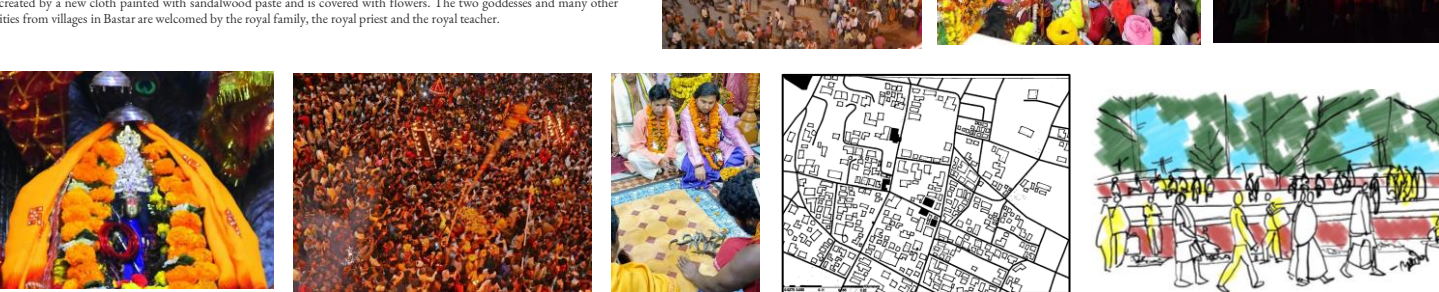 created by a new cloth painted with sandalwood paste and is covered with flowers. The two goddesses and many other
ities from villages in Bastar are welcomed by the royal family, the royal priest and the royal teacher.